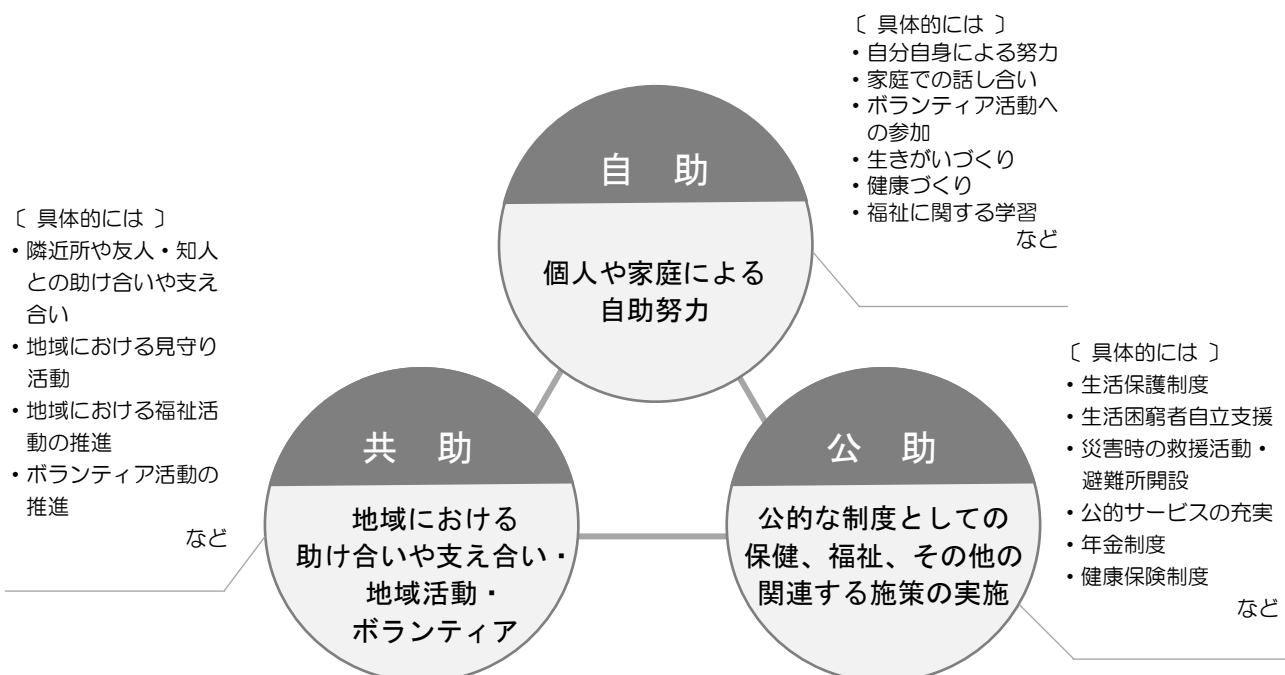 〔 具体的には 〕
・自分自身による努力
・家庭での話し合い
・ボランティア活動へ
の参加
・生きがいづくり
・健康づくり
・福祉に関する学習
など
自　助
個人や家庭による
自助努力
〔 具体的には 〕
・隣近所や友人・知人
との助け合いや支え
合い
・地域における見守り
活動
・地域における福祉活
動の推進
・ボランティア活動の
推進
など
共　助
地域における
助け合いや支え合い・
地域活動・
ボランティア
公　助
公的な制度としての
保健、福祉、その他の
関連する施策の実施
〔 具体的には 〕
・生活保護制度
・生活困窮者自立支援
・災害時の救援活動・
避難所開設
・公的サービスの充実
・年金制度
・健康保険制度
など